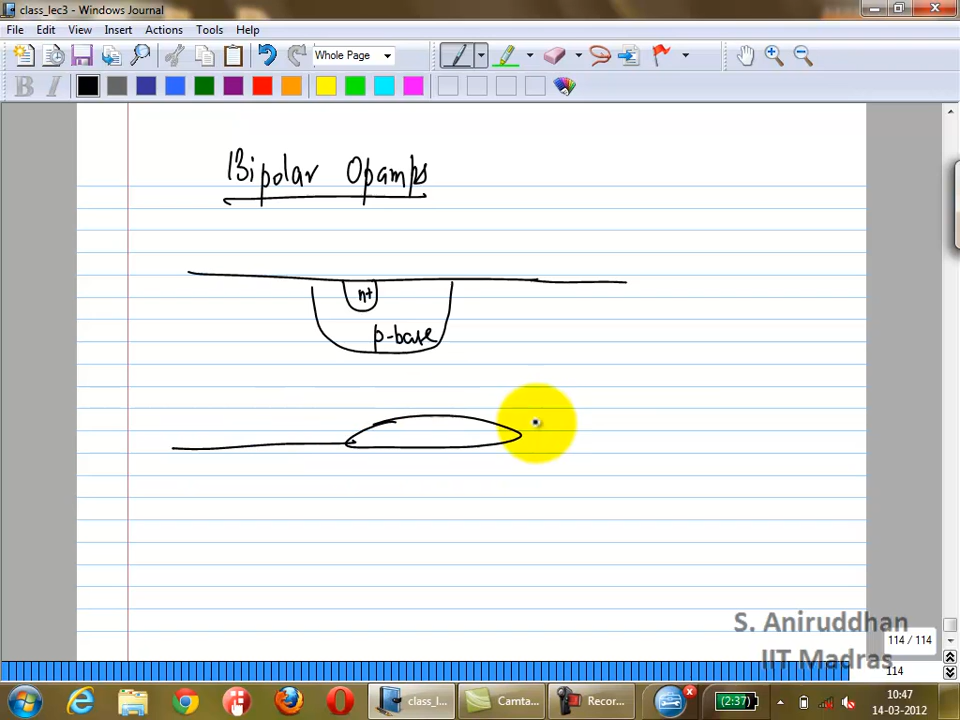 class_lec3 - Windows Journal
File Edit View Insert Actions Tools Help
Whole Page
B I
Bipolar Opamps
n+
p-base
S. Aniruddhan
IIT Madras
114 / 114
114
class_l... Camta... Recor... (2:37) 10:47
14-03-2012